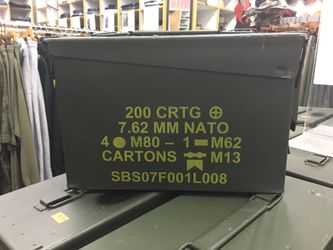 200 CRTG ⊕
7.62 MM NATO
4 ● M80 – 1 ▬ M62
CARTONS M13
SBS07F001L008